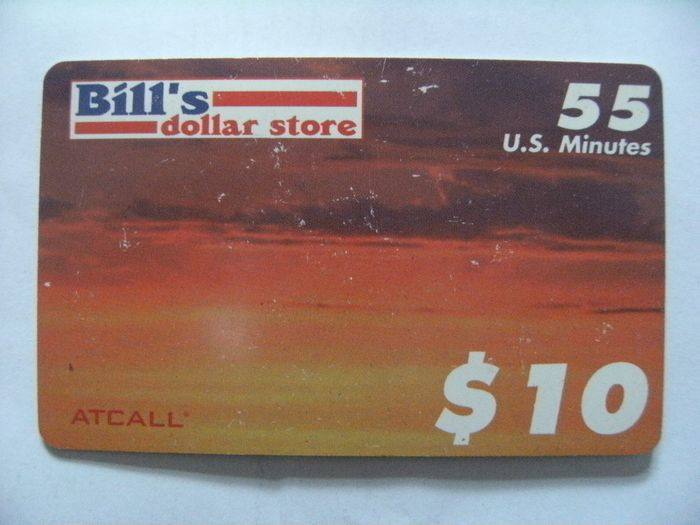 Bill's
dollar store
55
U.S. Minutes
$10
ATCALL®